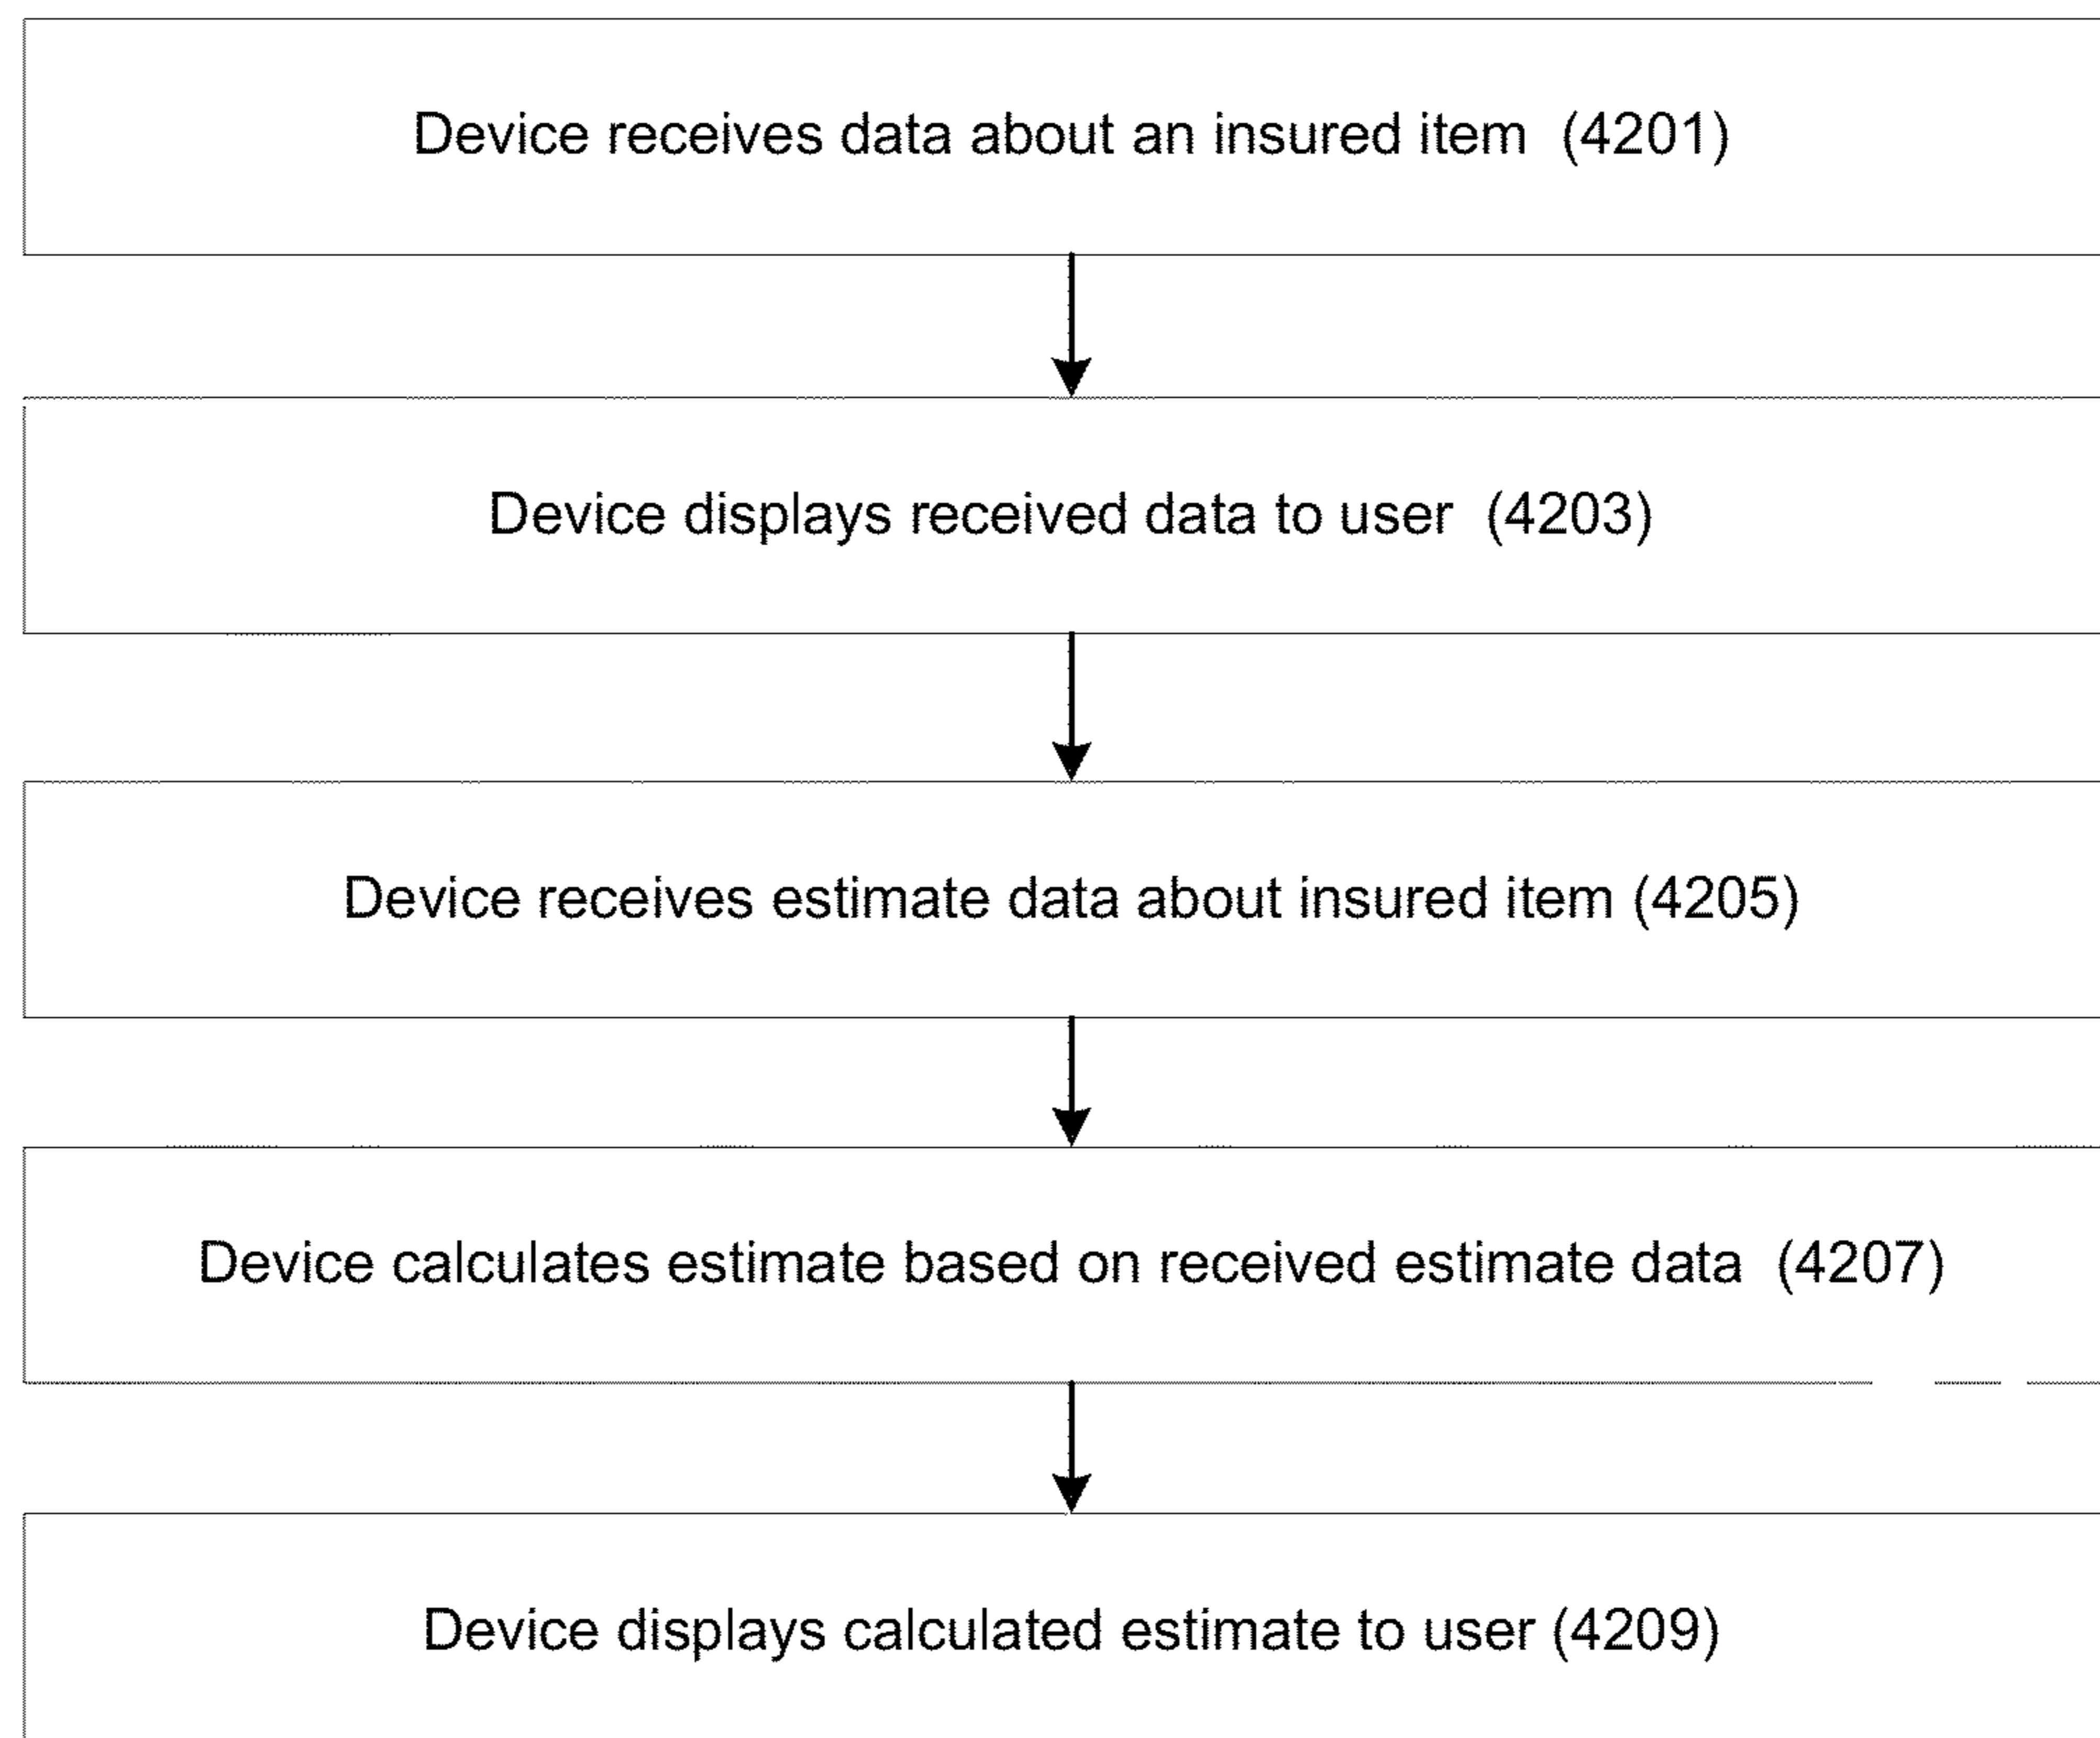 Device receives data about an insured item (4201)
Device displays received data to user (4203)
Device receives estimate data about insured item (4205)
Device calculates estimate based on received estimate data (4207)
Device displays calculated estimate to user (4209)